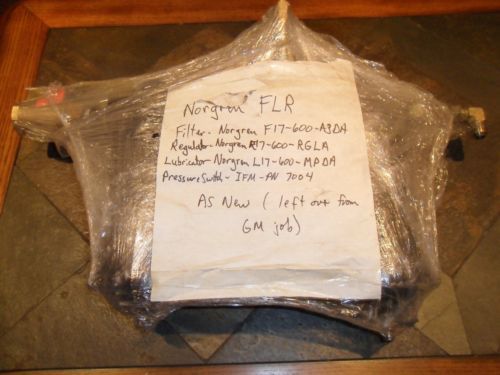 Norgren FLR
Filter- Norgren F17-600-A3DA
Regulator- Norgren R17-600-RGLA
Lubricator Norgren L17-600-MPDA
Pressure Switch- IFM-PN 7004
AS New ( left over from
GM job)